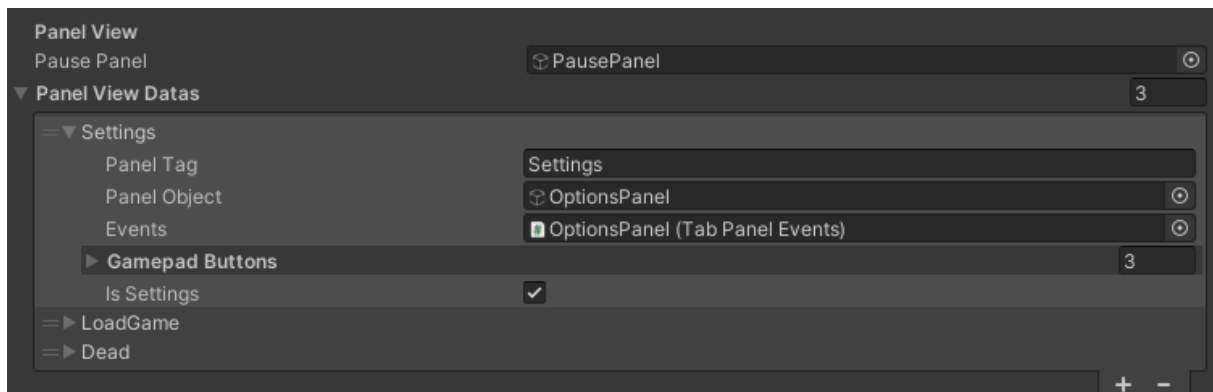 Panel View
Pause Panel PausePanel
Panel View Datas 3
Settings
Panel Tag Settings
Panel Object OptionsPanel
Events OptionsPanel (Tab Panel Events)
Gamepad Buttons 3
Is Settings
LoadGame
Dead
+ -